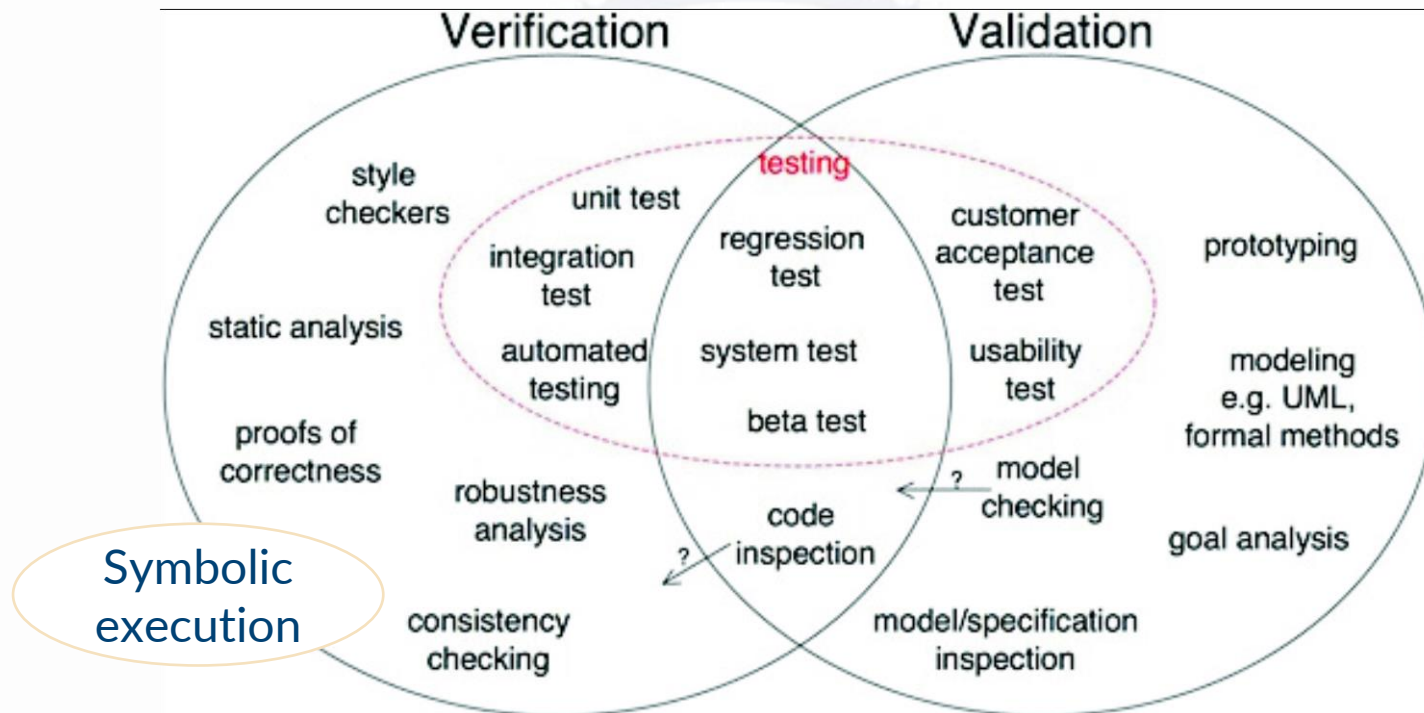 Verification
Validation
testing
style
checkers
unit test
integration
test
static analysis
automated
testing
proofs of
correctness
robustness
analysis
Symbolic
execution
consistency
checking
regression
test
system test
beta test
code
inspection
?
customer
acceptance
test
usability
test
?
model
checking
model/specification
inspection
prototyping
modeling
e.g. UML,
formal methods
goal analysis